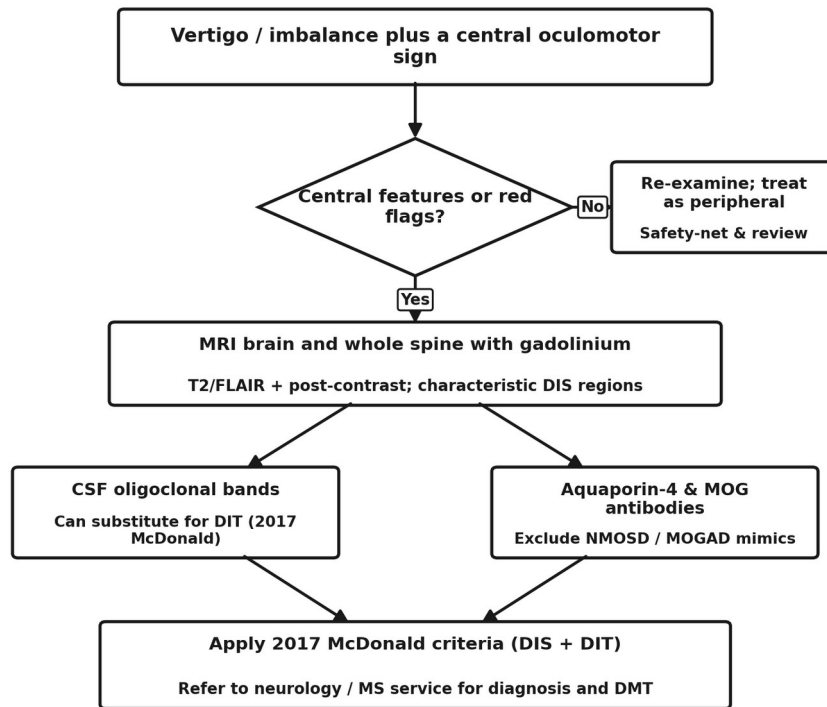 Vertigo / imbalance plus a central oculomotor
sign
Central features or red
flags?
No
Re-examine; treat
as peripheral
Safety-net & review
Yes
MRI brain and whole spine with gadolinium
T2/FLAIR + post-contrast; characteristic DIS regions
CSF oligoclonal bands
Can substitute for DIT (2017
McDonald)
Aquaporin-4 & MOG
antibodies
Exclude NMOSD / MOGAD mimics
Apply 2017 McDonald criteria (DIS + DIT)
Refer to neurology / MS service for diagnosis and DMT